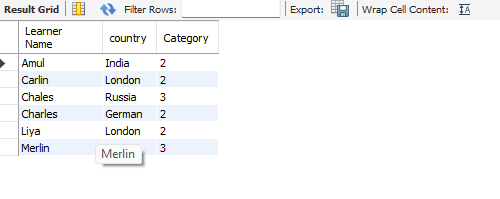 Result Grid Filter Rows: Export: Wrap Cell Content:
Learner Name country Category
Amul India 2
Carlin London 2
Chales Russia 3
Charles German 2
Liya London 2
Merlin 3
Merlin